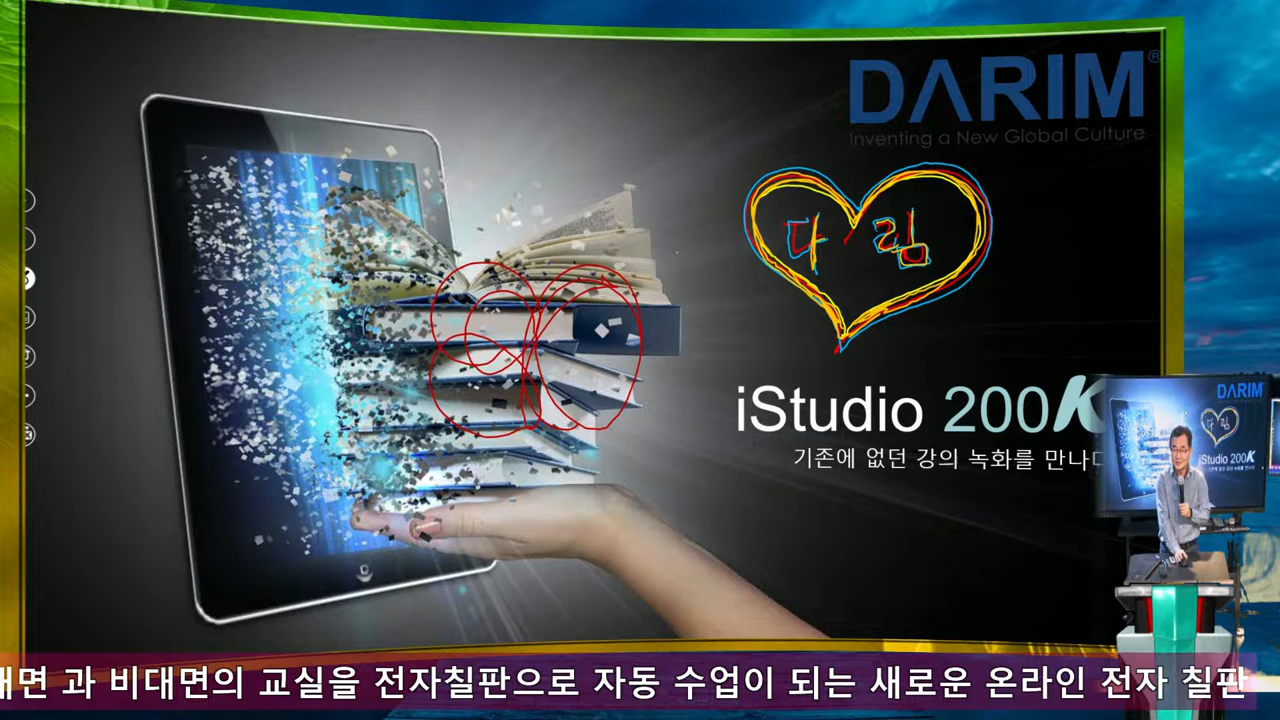 DARIM®
Inventing a New Global Culture
다림
iStudio 200K
기존에 없던 강의 녹화를 만나
DARIM
다림
iStudio 200K
면 과 비대면의 교실을 전자칠판으로 자동 수업이 되는 새로운 온라인 전자 칠판